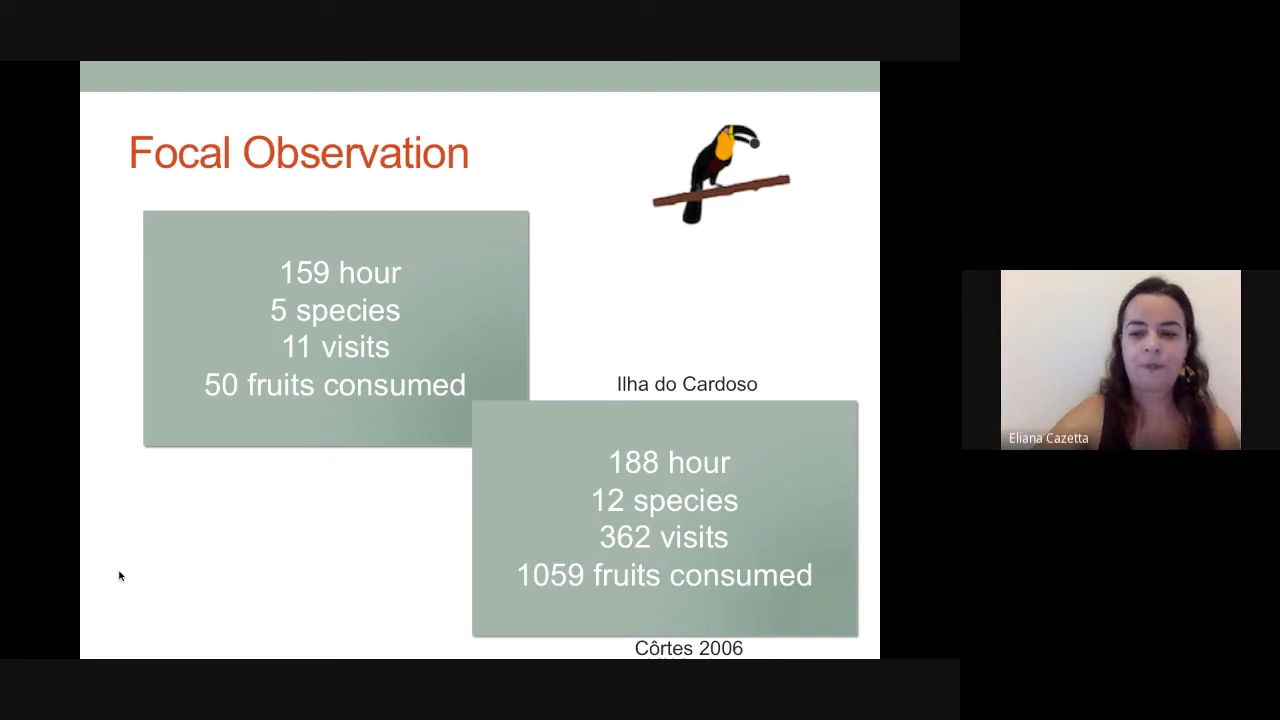 Focal Observation
159 hour
5 species
11 visits
50 fruits consumed
Ilha do Cardoso
188 hour
12 species
362 visits
1059 fruits consumed
Côrtes 2006
Eliana Cazetta